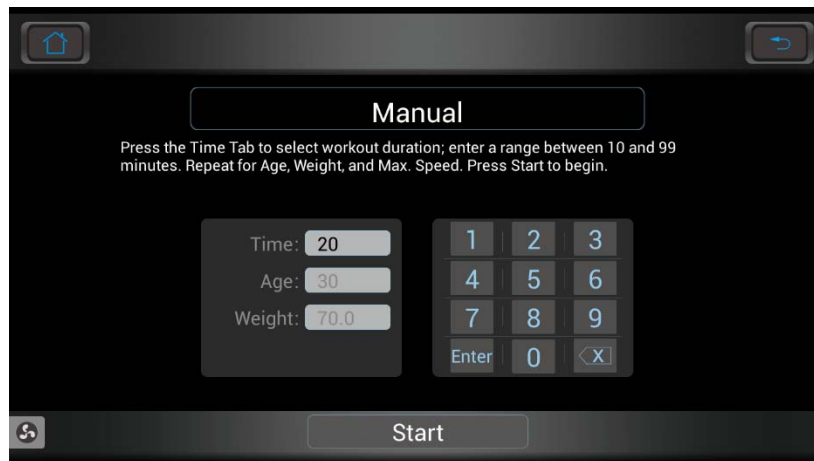 Manual
Press the Time Tab to select workout duration; enter a range between 10 and 99
minutes. Repeat for Age, Weight, and Max. Speed. Press Start to begin.
Time: 20
Age: 30
Weight: 70.0
1 2 3
4 5 6
7 8 9
Enter 0 X
Start